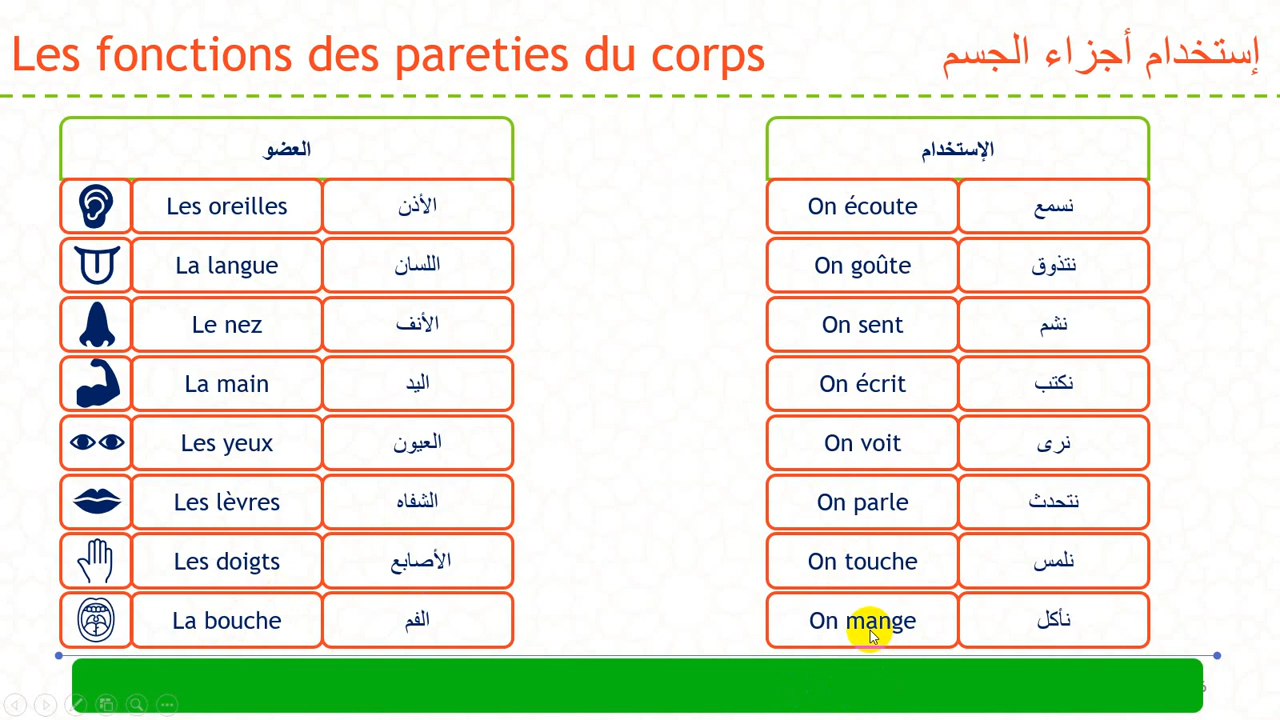 Les fonctions des pareties du corps
إستخدام أجزاء الجسم
العضو
الإستخدام
Les oreilles
الأذن
On écoute
نسمع
La langue
اللسان
On goûte
نتذوق
Le nez
الأنف
On sent
نشم
La main
اليد
On écrit
نكتب
Les yeux
العيون
On voit
نرى
Les lèvres
الشفاه
On parle
نتحدث
Les doigts
الأصابع
On touche
نلمس
La bouche
الفم
On mange
نأكل